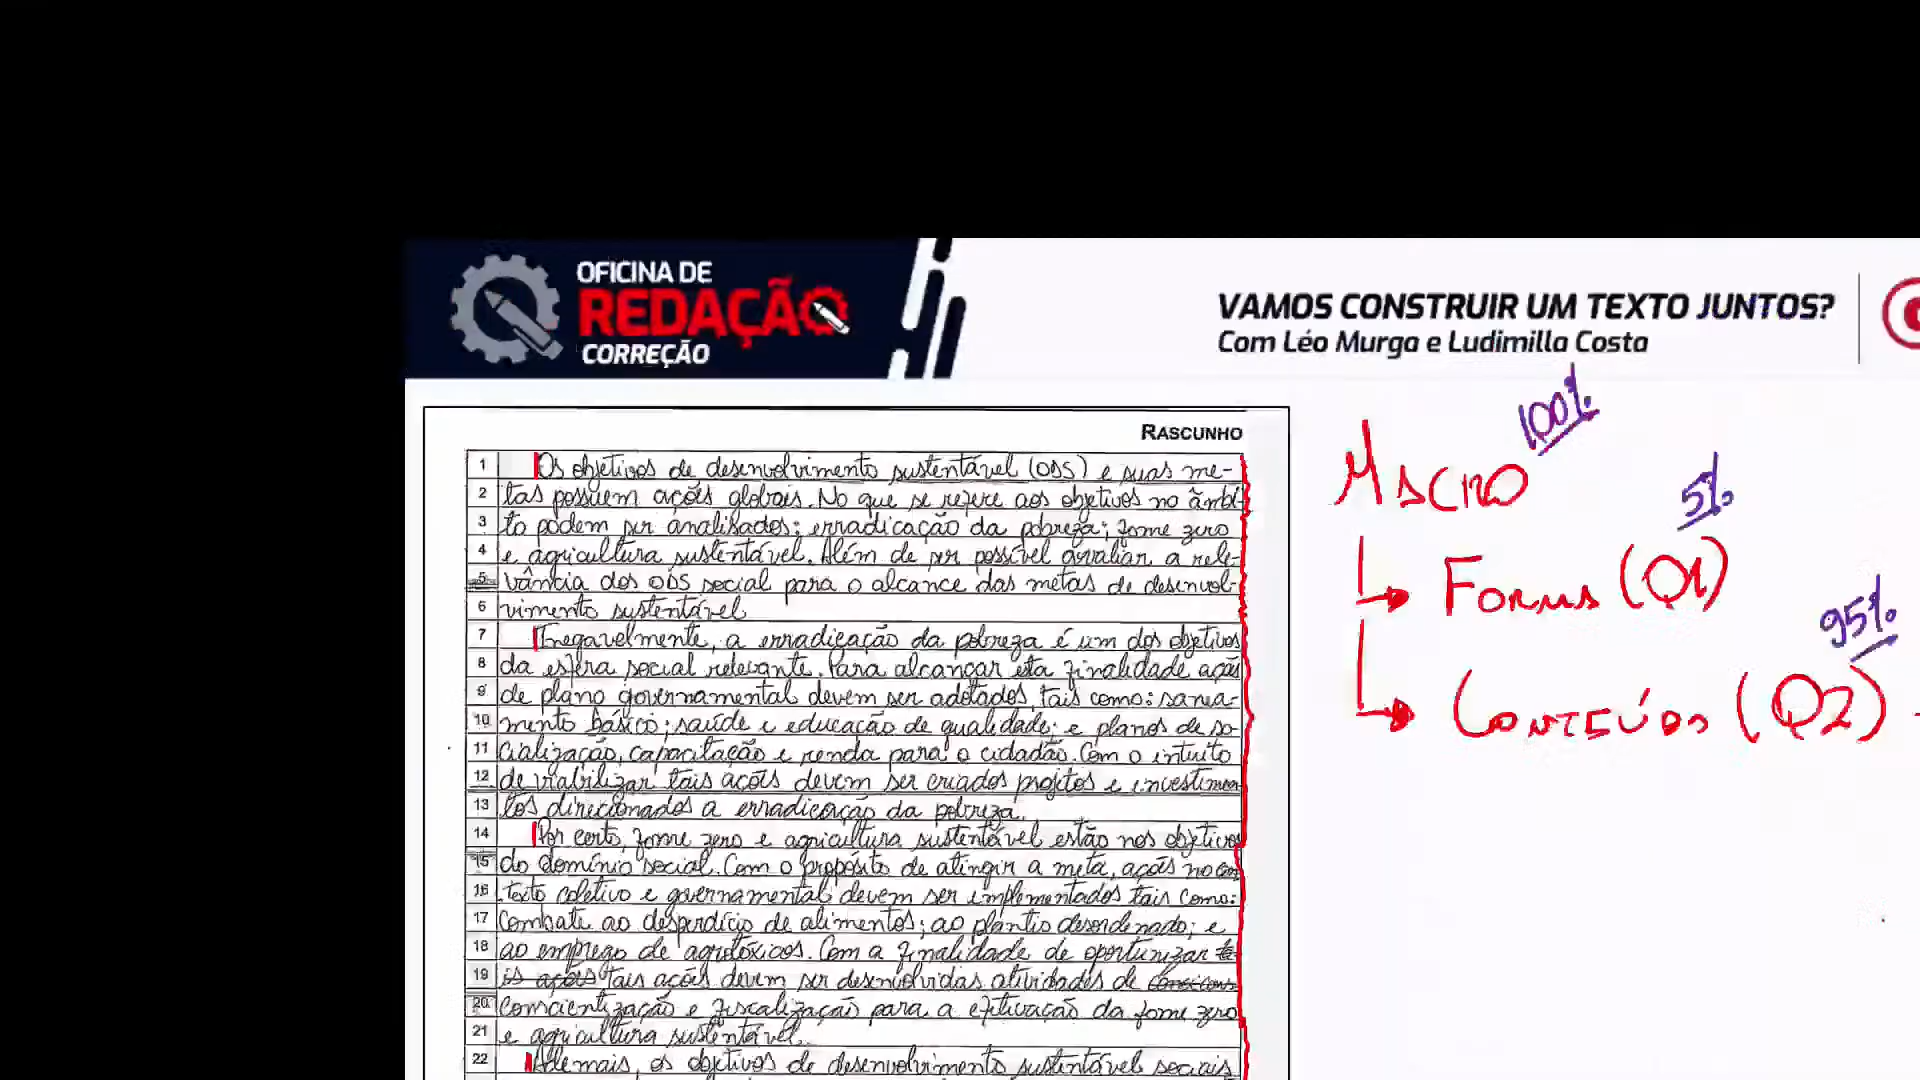 OFICINA DE
REDAÇÃO
CORREÇÃO
VAMOS CONSTRUIR UM TEXTO JUNTOS?
Com Léo Murga e Ludimilla Costa
RASCUNHO
1 Os objetivos de desenvolvimento sustentável (ODS) e suas me-
2 tas possuem ações globais. No que se refere aos objetivos no âmbi-
3 to podem ser analisados: erradicação da pobreza; fome zero
4 e agricultura sustentável. Além de ser possível avaliar a rele-
5 vância dos ODS social para o alcance das metas de desenvol-
6 vimento sustentável
7 Inegavelmente, a erradicação da pobreza é um dos objetivos
8 da esfera social relevante. Para alcançar esta finalidade ações
9 de plano governamental devem ser adotados, tais como: sanea-
10 mento básico; saúde e educação de qualidade; e planos de so-
11 cialização, capacitação e renda para o cidadão. Com o intuito
12 de viabilizar tais ações devem ser criados projetos e investimen
13 tos direcionados a erradicação da pobreza.
14 Por certo, fome zero e agricultura sustentável estão nos objetivos
15 do domínio social. Com o propósito de atingir a meta, ações no con
16 texto coletivo e governamental devem ser implementados tais como:
17 combate ao desperdício de alimentos; ao plantio desordenado; e
18 ao emprego de agrotóxicos. Com a finalidade de oportunizar ta-
19 is ações tais ações devem ser desenvolvidas atividades de
20 conscientização e fiscalização para a efetivação da fome zero
21 e agricultura sustentável.
22 Ademais, os objetivos de desenvolvimento sustentável sociais
MACRO 100%
FORMA (Q1) 5%
CONTEÚDO (Q2) 95%